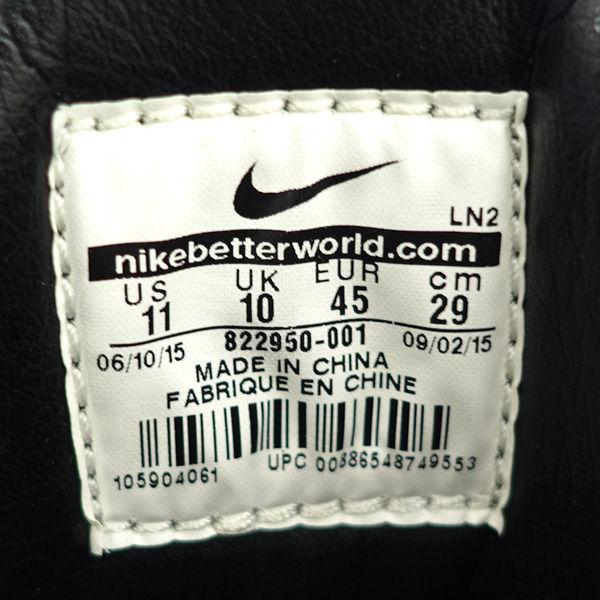 LN2
nikebetterworld.com
US UK EUR cm
11 10 45 29
06/10/15 822950-001 09/02/15
MADE IN CHINA
FABRIQUE EN CHINE
105904061 UPC 00886548749553